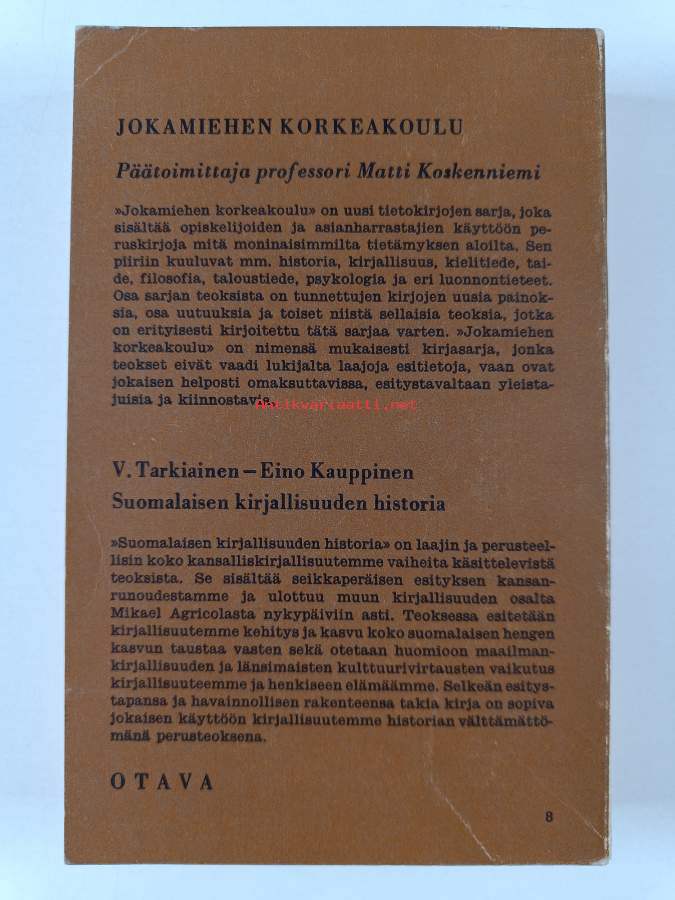 JOKAMIEHEN KORKEAKOULU
Päätoimittaja professori Matti Koskenniemi
»Jokamiehen korkeakoulu» on uusi tietokirjojen sarja, joka
sisältää opiskelijoiden ja asianharrastajien käyttöön pe-
ruskirjoja mitä moninaisimmilta tietämyksen aloilta. Sen
piiriin kuuluvat mm. historia, kirjallisuus, kielitiede, tai-
de, filosofia, taloustiede, psykologia ja eri luonnontieteet.
Osa sarjan teoksista on tunnettujen kirjojen uusia painok-
sia, osa uutuuksia ja toiset niistä sellaisia teoksia, jotka
on erityisesti kirjoitettu tätä sarjaa varten. »Jokamiehen
korkeakoulu» on nimensä mukaisesti kirjasarja, jonka
teokset eivät vaadi lukijalta laajoja esitietoja, vaan ovat
jokaisen helposti omaksuttavissa, esitystavaltaan yleista-
juisia ja kiinnostavia.
Antikvariaatti.net
V. Tarkiainen – Eino Kauppinen
Suomalaisen kirjallisuuden historia
»Suomalaisen kirjallisuuden historia» on laajin ja perusteel-
lisin koko kansalliskirjallisuutemme vaiheita käsittelevistä
teoksista. Se sisältää seikkaperäisen esityksen kansan-
runoudestamme ja ulottuu muun kirjallisuuden osalta
Mikael Agricolasta nykypäiviin asti. Teoksessa esitetään
kirjallisuutemme kehitys ja kasvu koko suomalaisen hengen
kasvun taustaa vasten sekä otetaan huomioon maailman-
kirjallisuuden ja länsimaisten kulttuurivirtausten vaikutus
kirjallisuuteemme ja henkiseen elämäämme. Selkeän esitys-
tapansa ja havainnollisen rakenteensa takia kirja on sopiva
jokaisen käyttöön kirjallisuutemme historian välttämättö-
mänä perusteoksena.
OTAVA
8